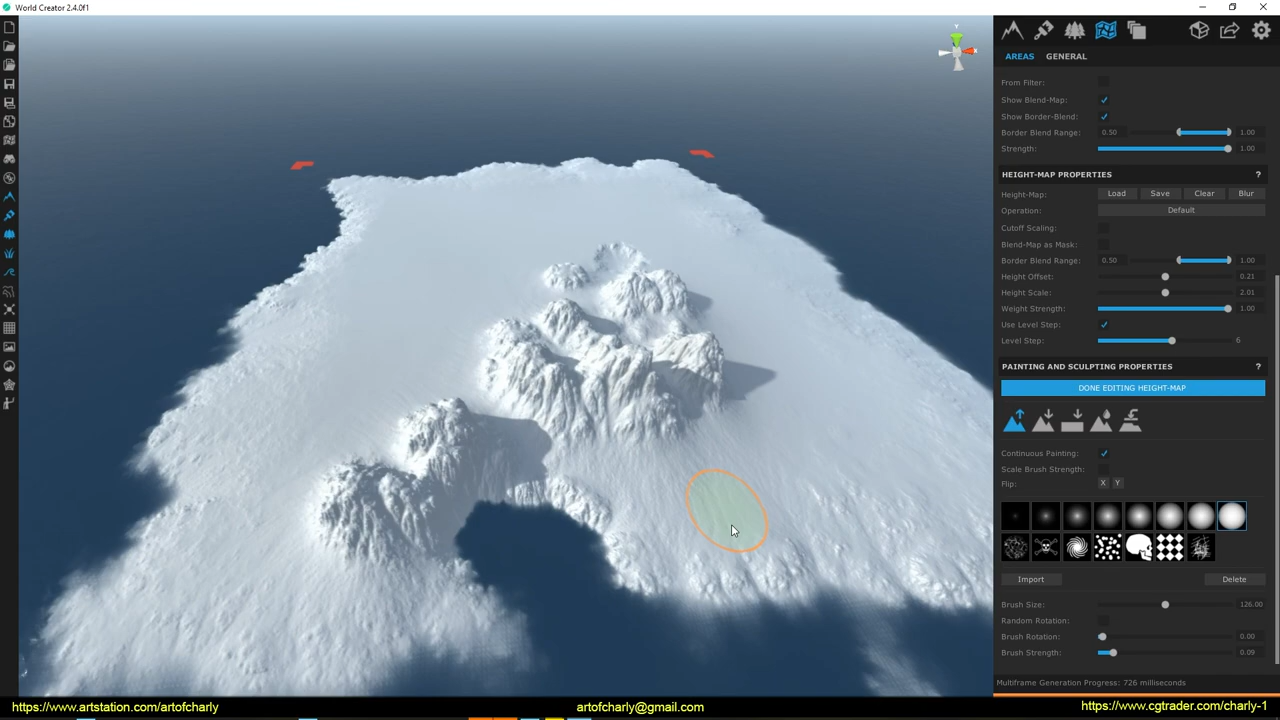 World Creator 2.4.0f1
Y
X
AREAS GENERAL
From Filter:
Show Blend-Map:
Show Border-Blend:
Border Blend Range: 0.50 1.00
Strength: 1.00
HEIGHT-MAP PROPERTIES ?
Height-Map: Load Save Clear Blur
Operation: Default
Cutoff Scaling:
Blend-Map as Mask:
Border Blend Range: 0.50 1.00
Height Offset: 0.21
Height Scale: 2.01
Weight Strength: 1.00
Use Level Step:
Level Step: 6
PAINTING AND SCULPTING PROPERTIES ?
DONE EDITING HEIGHT-MAP
Continuous Painting:
Scale Brush Strength:
Flip: X Y
Import Delete
Brush Size: 126.00
Random Rotation:
Brush Rotation: 0.00
Brush Strength: 0.09
Multiframe Generation Progress: 726 milliseconds
https://www.artstation.com/artofcharly artofcharly@gmail.com https://www.cgtrader.com/charly-1